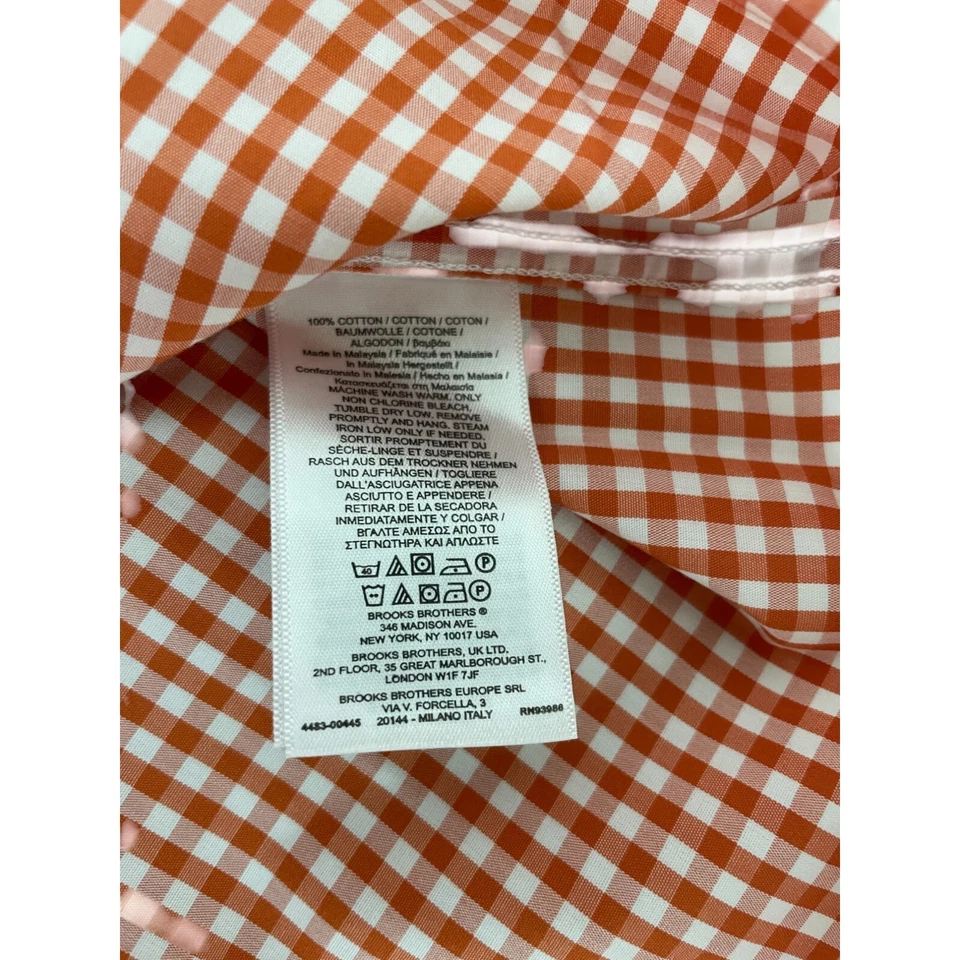 100% COTTON / COTTON / COTON /
BAUMWOLLE / COTONE /
ALGODON / βαμβάκι
Made in Malaysia / Fabriqué en Malaisie /
In Malaysia Hergestellt /
Confezionato in Malesia / Hecho en Malasia /
Κατασκευάζεται στη Μαλαισία
MACHINE WASH WARM. ONLY
NON CHLORINE BLEACH.
TUMBLE DRY LOW. REMOVE
PROMPTLY AND HANG. STEAM
IRON LOW ONLY IF NEEDED.
SORTIR PROMPTEMENT DU
SÈCHE-LINGE ET SUSPENDRE /
RASCH AUS DEM TROCKNER NEHMEN
UND AUFHÄNGEN / TOGLIERE
DALL'ASCIUGATRICE APPENA
ASCIUTTO E APPENDERE /
RETIRAR DE LA SECADORA
INMEDIATAMENTE Y COLGAR /
ΒΓΑΛΤΕ ΑΜΕΣΩΣ ΑΠΟ ΤΟ
ΣΤΕΓΝΩΤΗΡΑ ΚΑΙ ΑΠΛΩΣΤΕ
40 P
P
BROOKS BROTHERS ®
346 MADISON AVE.
NEW YORK, NY 10017 USA
BROOKS BROTHERS, UK LTD.
2ND FLOOR, 35 GREAT MARLBOROUGH ST.,
LONDON W1F 7JF
BROOKS BROTHERS EUROPE SRL
VIA V. FORCELLA, 3
4483-00445 20144 - MILANO ITALY RN93986